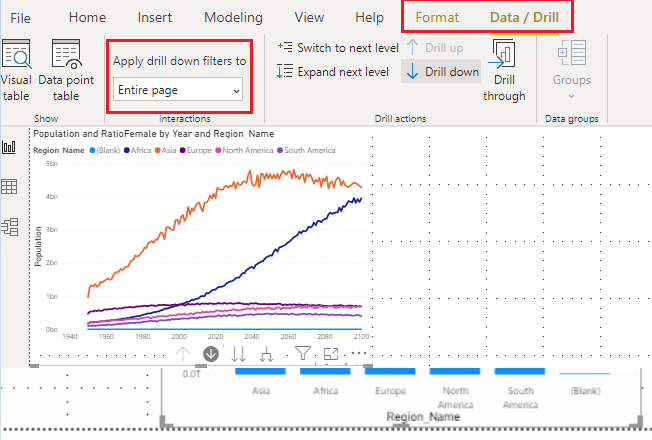 File Home Insert Modeling View Help Format Data / Drill
Visual table
Data point table
Show
Apply drill down filters to
Entire page
Interactions
Switch to next level
Expand next level
Drill up
Drill down
Drill through
Drill actions
Groups
Data groups
Population and RatioFemale by Year and Region_Name
Region_Name (Blank) Africa Asia Europe North America South America
5bn
4bn
3bn
2bn
1bn
0bn
Population
1940 1960 1980 2000 2020 2040 2060 2080 2100
0.0T
Asia Africa Europe North America South America (Blank)
Region_Name